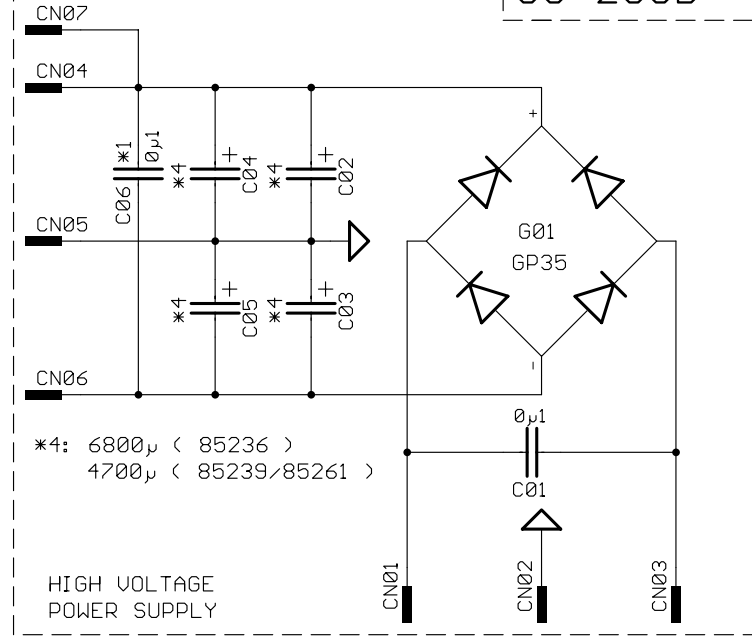 CN07
CN04
+
*1
0µ1
C06
*4
+
C04
*4
+
C02
CN05
G01
GP35
*4
+
C05
*4
+
C03
CN06
-
*4: 6800µ ( 85236 )
4700µ ( 85239/85261 )
0µ1
C01
CN01
CN02
CN03
HIGH VOLTAGE
POWER SUPPLY